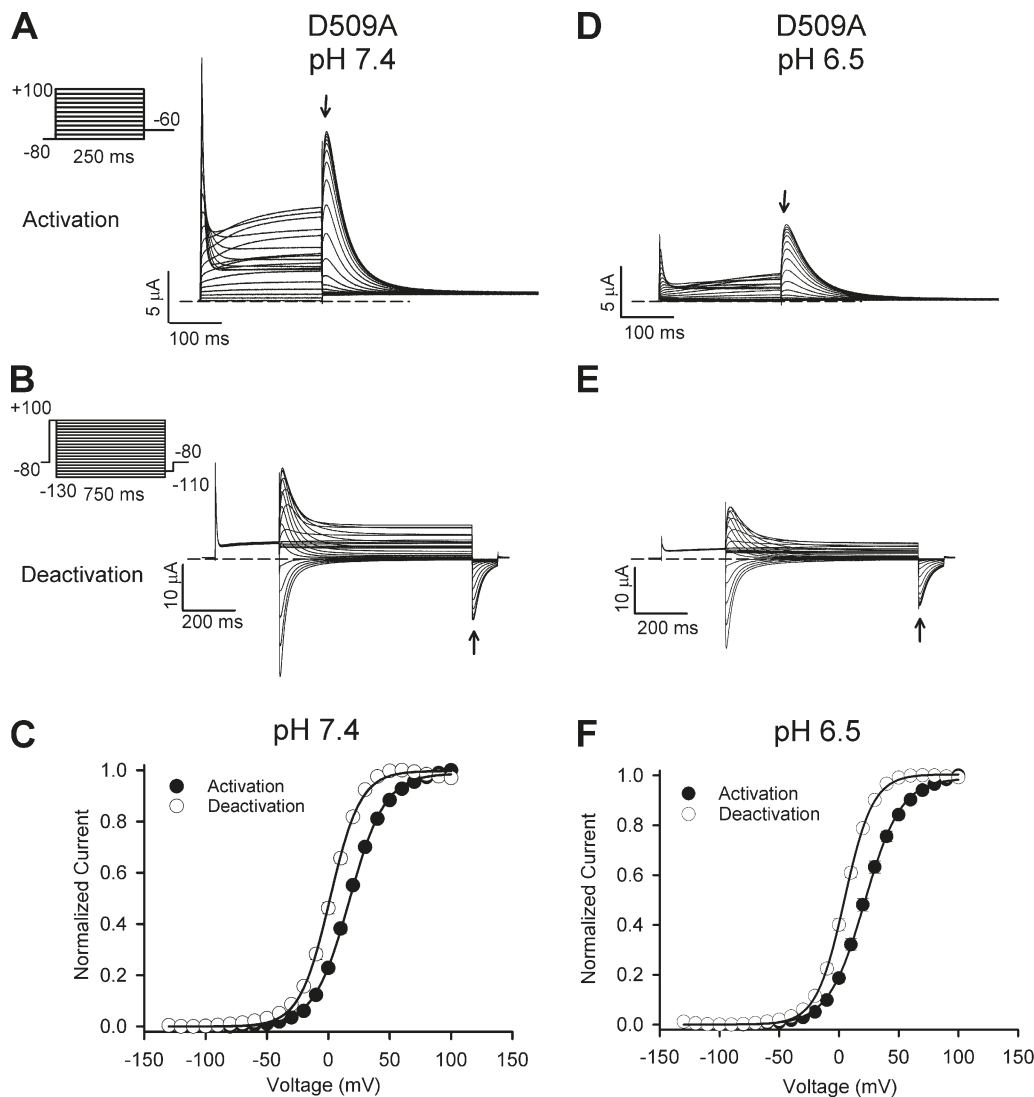 A
D509A
pH 7.4
+100
-60
-80
250 ms
Activation
5 µA
100 ms
D
D509A
pH 6.5
5 µA
100 ms
B
+100
-80
-80
-110
-130
750 ms
Deactivation
10 µA
200 ms
E
10 µA
200 ms
C
pH 7.4
Activation
Deactivation
Normalized Current
1.0
0.8
0.6
0.4
0.2
0.0
-150 -100 -50 0 50 100 150
Voltage (mV)
F
pH 6.5
Activation
Deactivation
Normalized Current
1.0
0.8
0.6
0.4
0.2
0.0
-150 -100 -50 0 50 100 150
Voltage (mV)